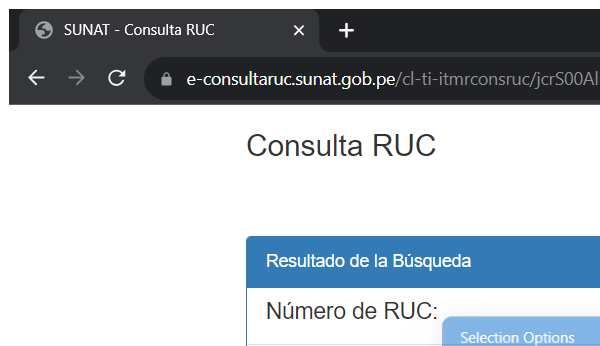 SUNAT - Consulta RUC
e-consultaruc.sunat.gob.pe/cl-ti-itmrconsruc/jcrS00Al
Consulta RUC
Resultado de la Búsqueda
Número de RUC:
Selection Options